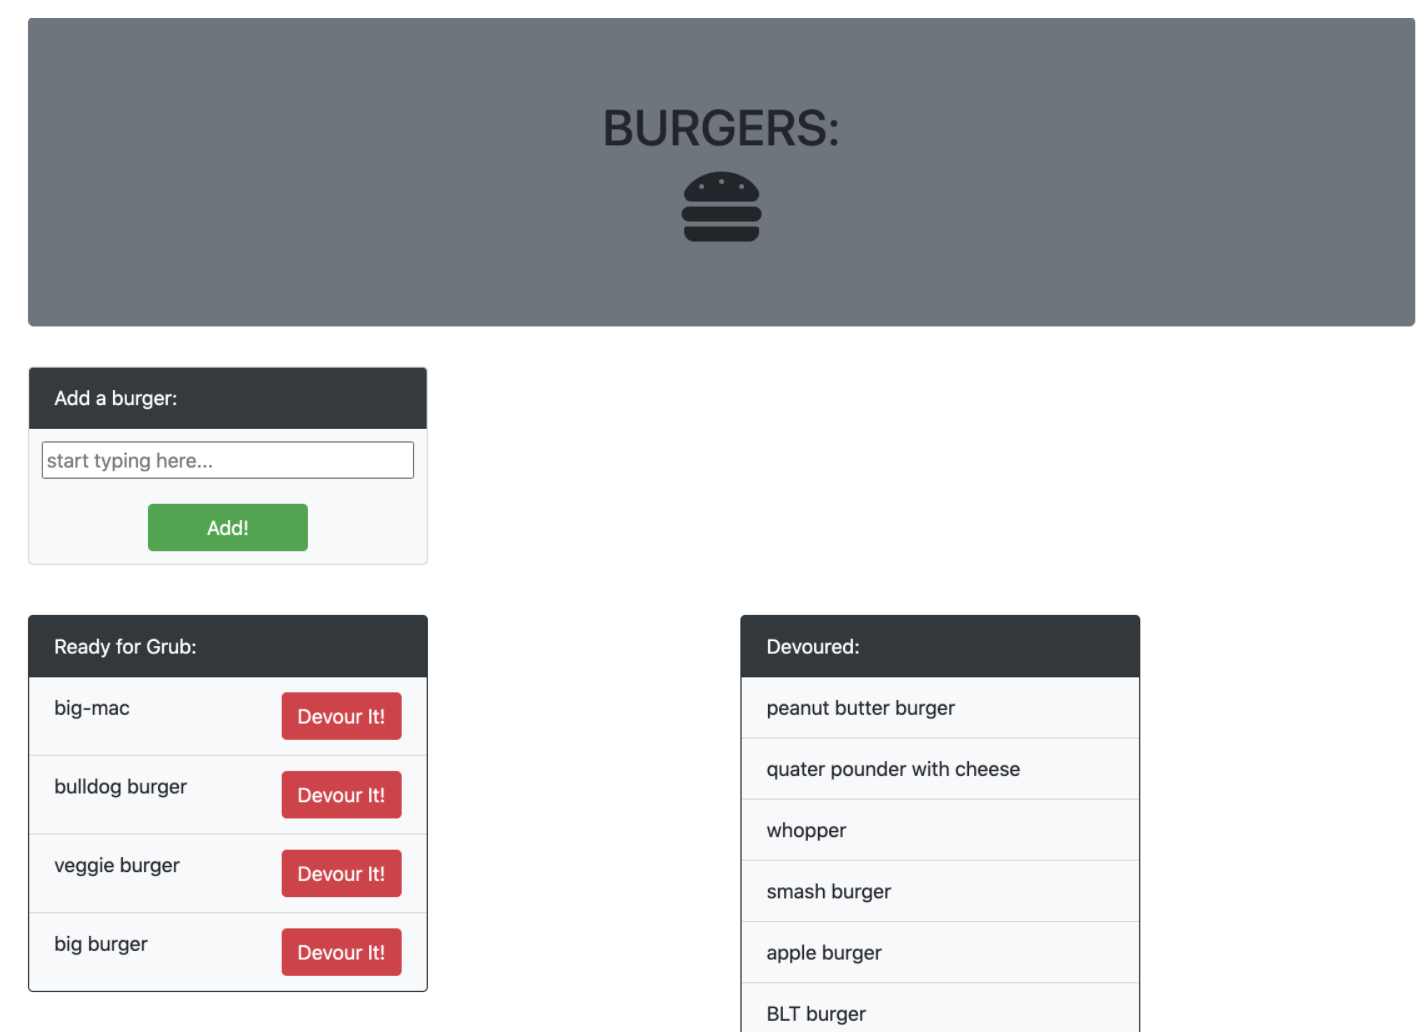 BURGERS:
Add a burger:
start typing here...
Add!
Ready for Grub:
big-mac
Devour It!
bulldog burger
Devour It!
veggie burger
Devour It!
big burger
Devour It!
Devoured:
peanut butter burger
quater pounder with cheese
whopper
smash burger
apple burger
BLT burger